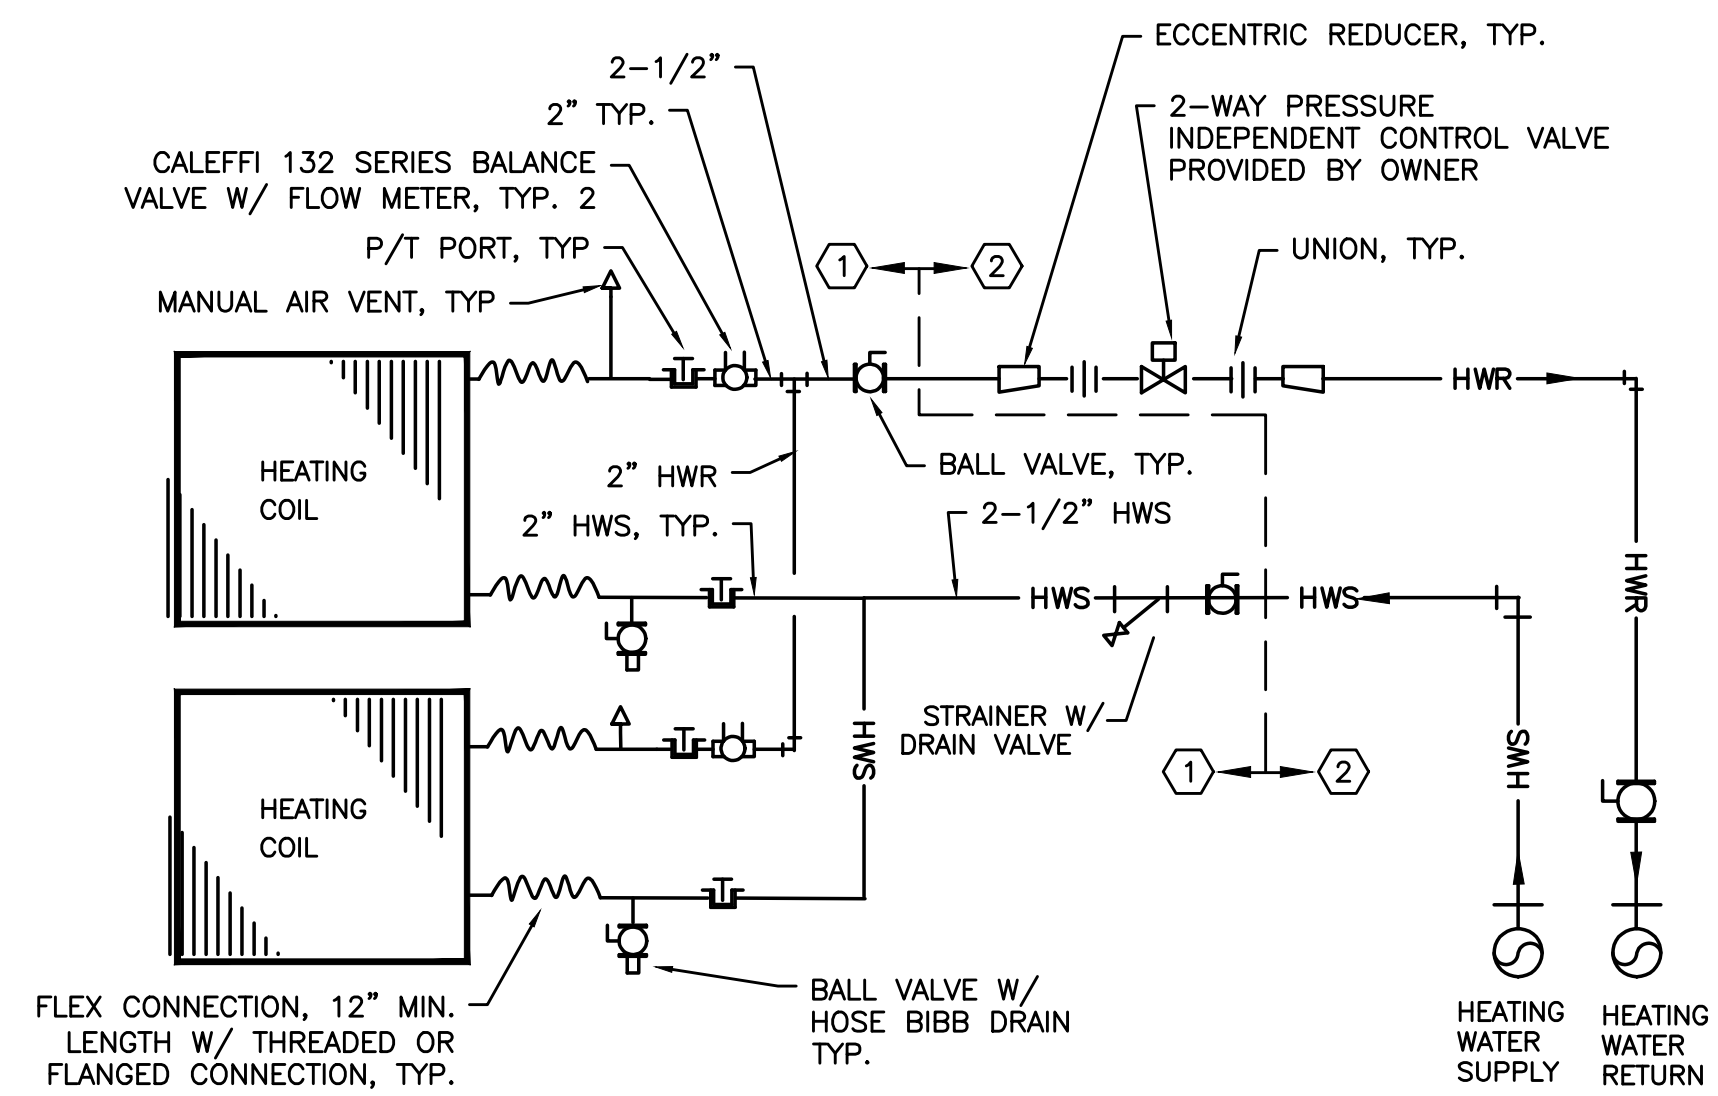 ECCENTRIC REDUCER, TYP.
2-1/2”
2” TYP.
2-WAY PRESSURE
INDEPENDENT CONTROL VALVE
PROVIDED BY OWNER
CALEFFI 132 SERIES BALANCE
VALVE W/ FLOW METER, TYP. 2
P/T PORT, TYP
UNION, TYP.
1
2
MANUAL AIR VENT, TYP
HWR
HEATING
COIL
2” HWR
BALL VALVE, TYP.
2” HWS, TYP.
2-1/2” HWS
HWR
HWS
HWS
STRAINER W/
DRAIN VALVE
HWS
HWS
1
2
HEATING
COIL
FLEX CONNECTION, 12” MIN.
LENGTH W/ THREADED OR
FLANGED CONNECTION, TYP.
BALL VALVE W/
HOSE BIBB DRAIN
TYP.
HEATING
WATER
SUPPLY
HEATING
WATER
RETURN